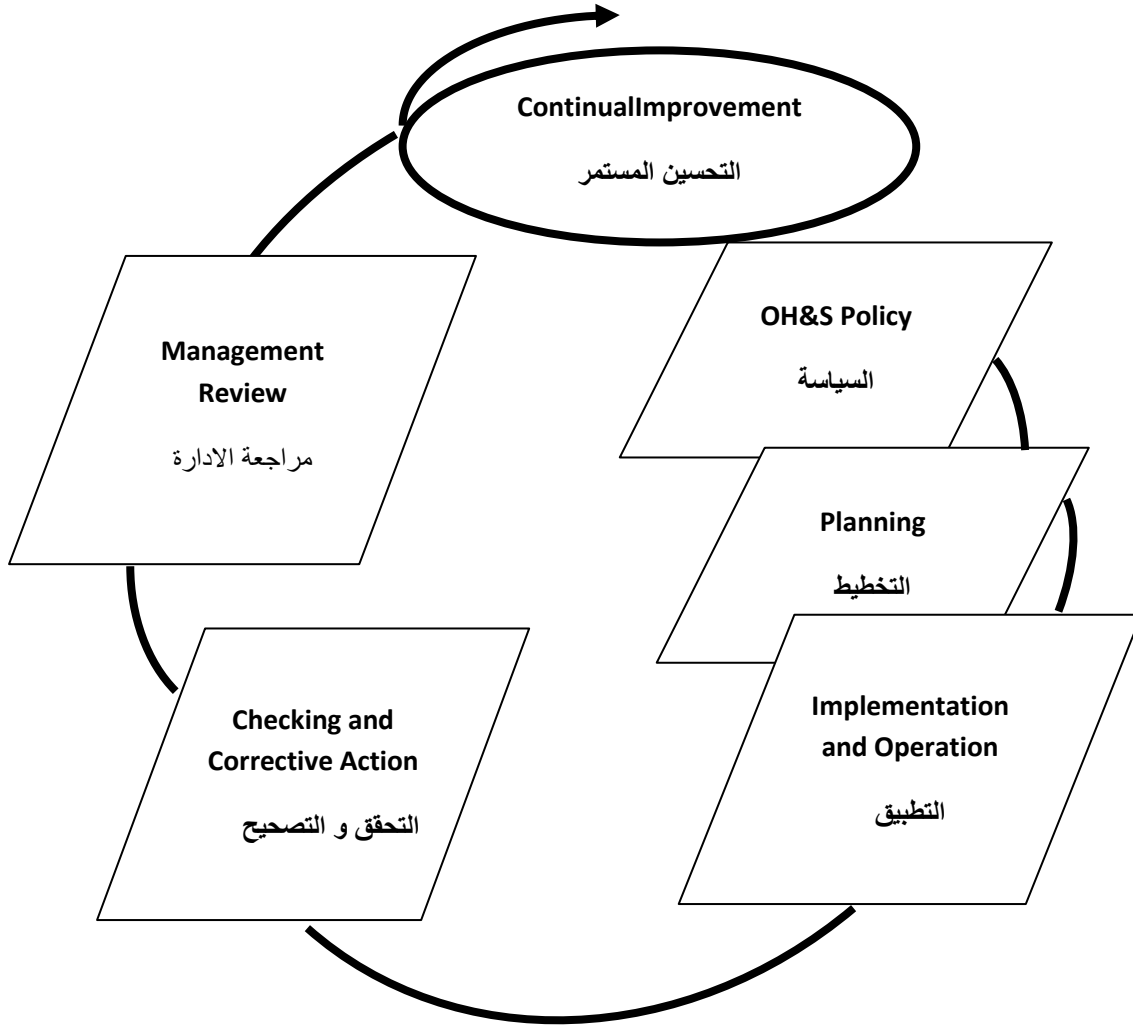 ContinualImprovement
التحسين المستمر
OH&S Policy
السياسة
Planning
التخطيط
Implementation
and Operation
التطبيق
Checking and
Corrective Action
التحقق و التصحيح
Management
Review
مراجعة الادارة